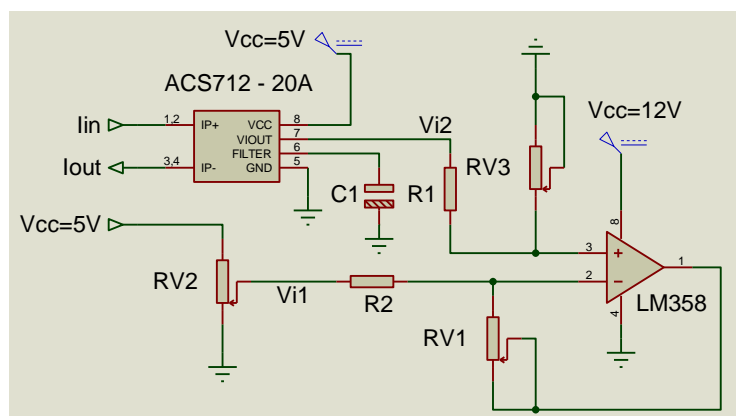 Vcc=5V
ACS712 - 20A
Vcc=12V
Iin
1,2
IP+
VCC
8
VIOUT
7
Vi2
FILTER
6
Iout
3,4
IP-
GND
5
RV3
C1
R1
Vcc=5V
8
3
+
1
2
−
4
LM358
RV2
Vi1
R2
RV1